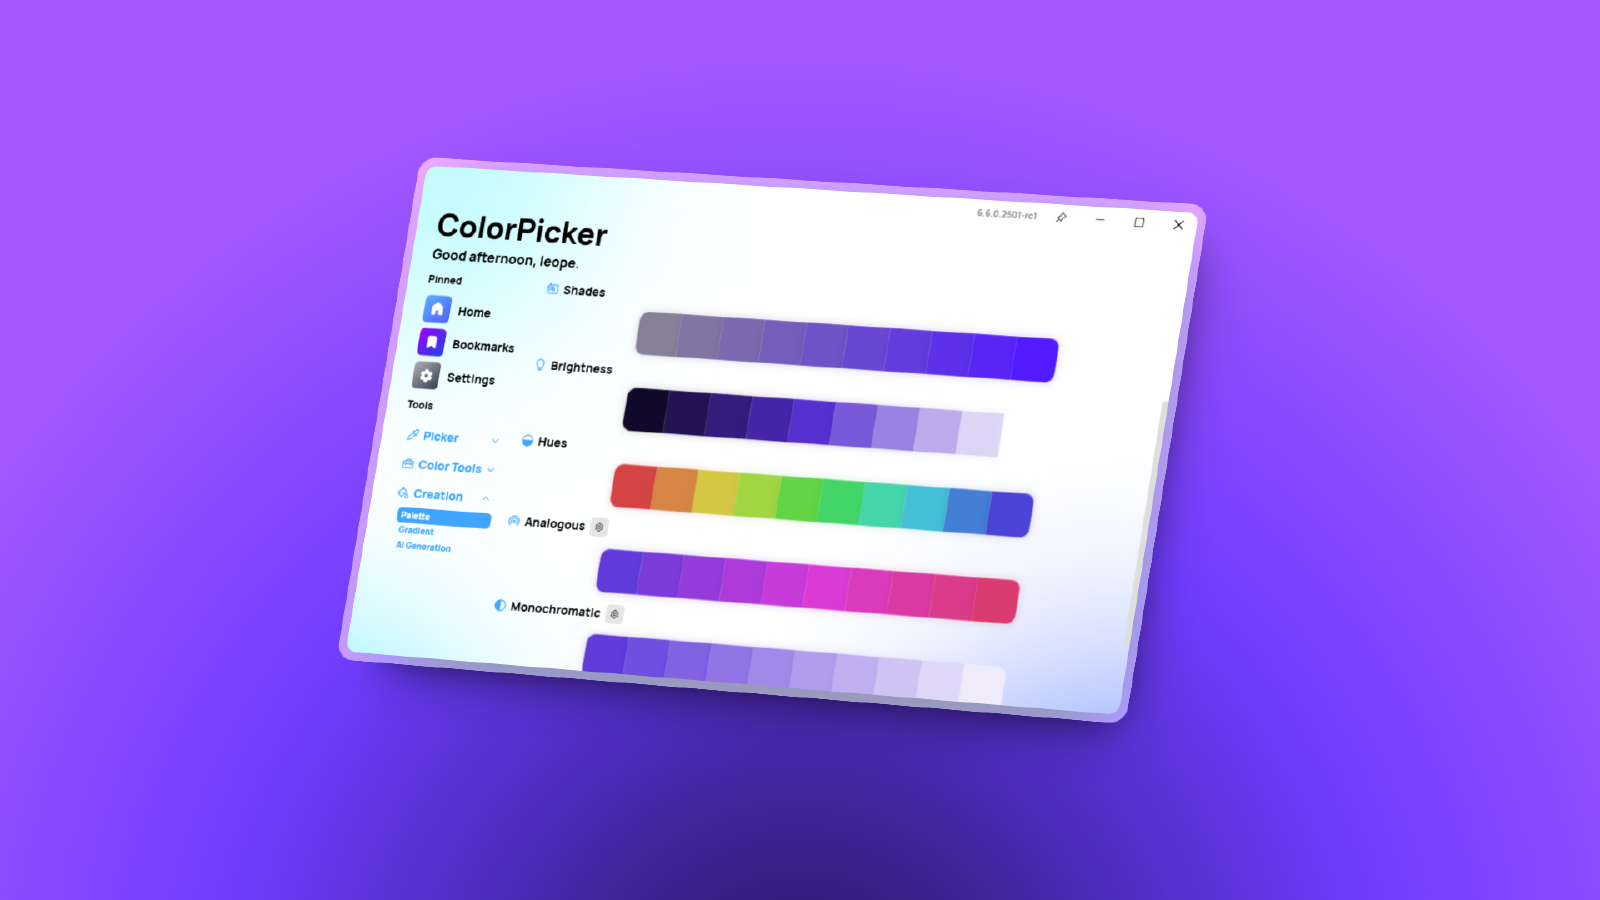 6.6.0.2501-rc1
ColorPicker
Good afternoon, leope.
Pinned
Home
Bookmarks
Settings
Tools
Picker
Color Tools
Creation
Palette
Gradient
AI Generation
Shades
Brightness
Hues
Analogous
Monochromatic